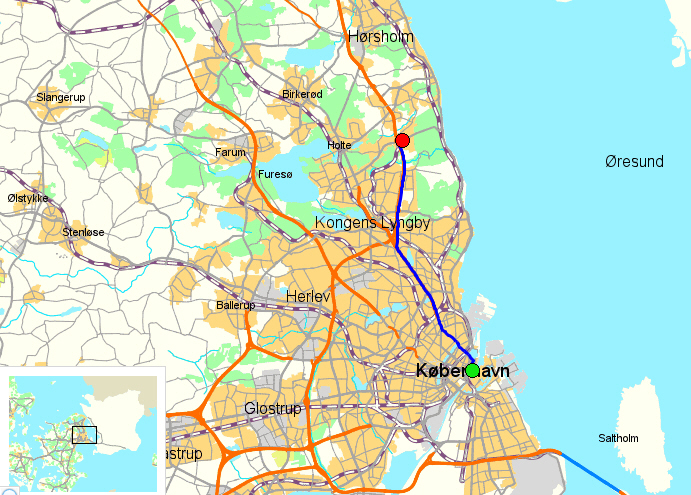 Hørsholm
Slangerup
Birkerød
Farum
Holte
Øresund
Furesø
Ølstykke
Stenløse
Kongens Lyngby
Ballerup
Herlev
København
Glostrup
Saltholm
astrup